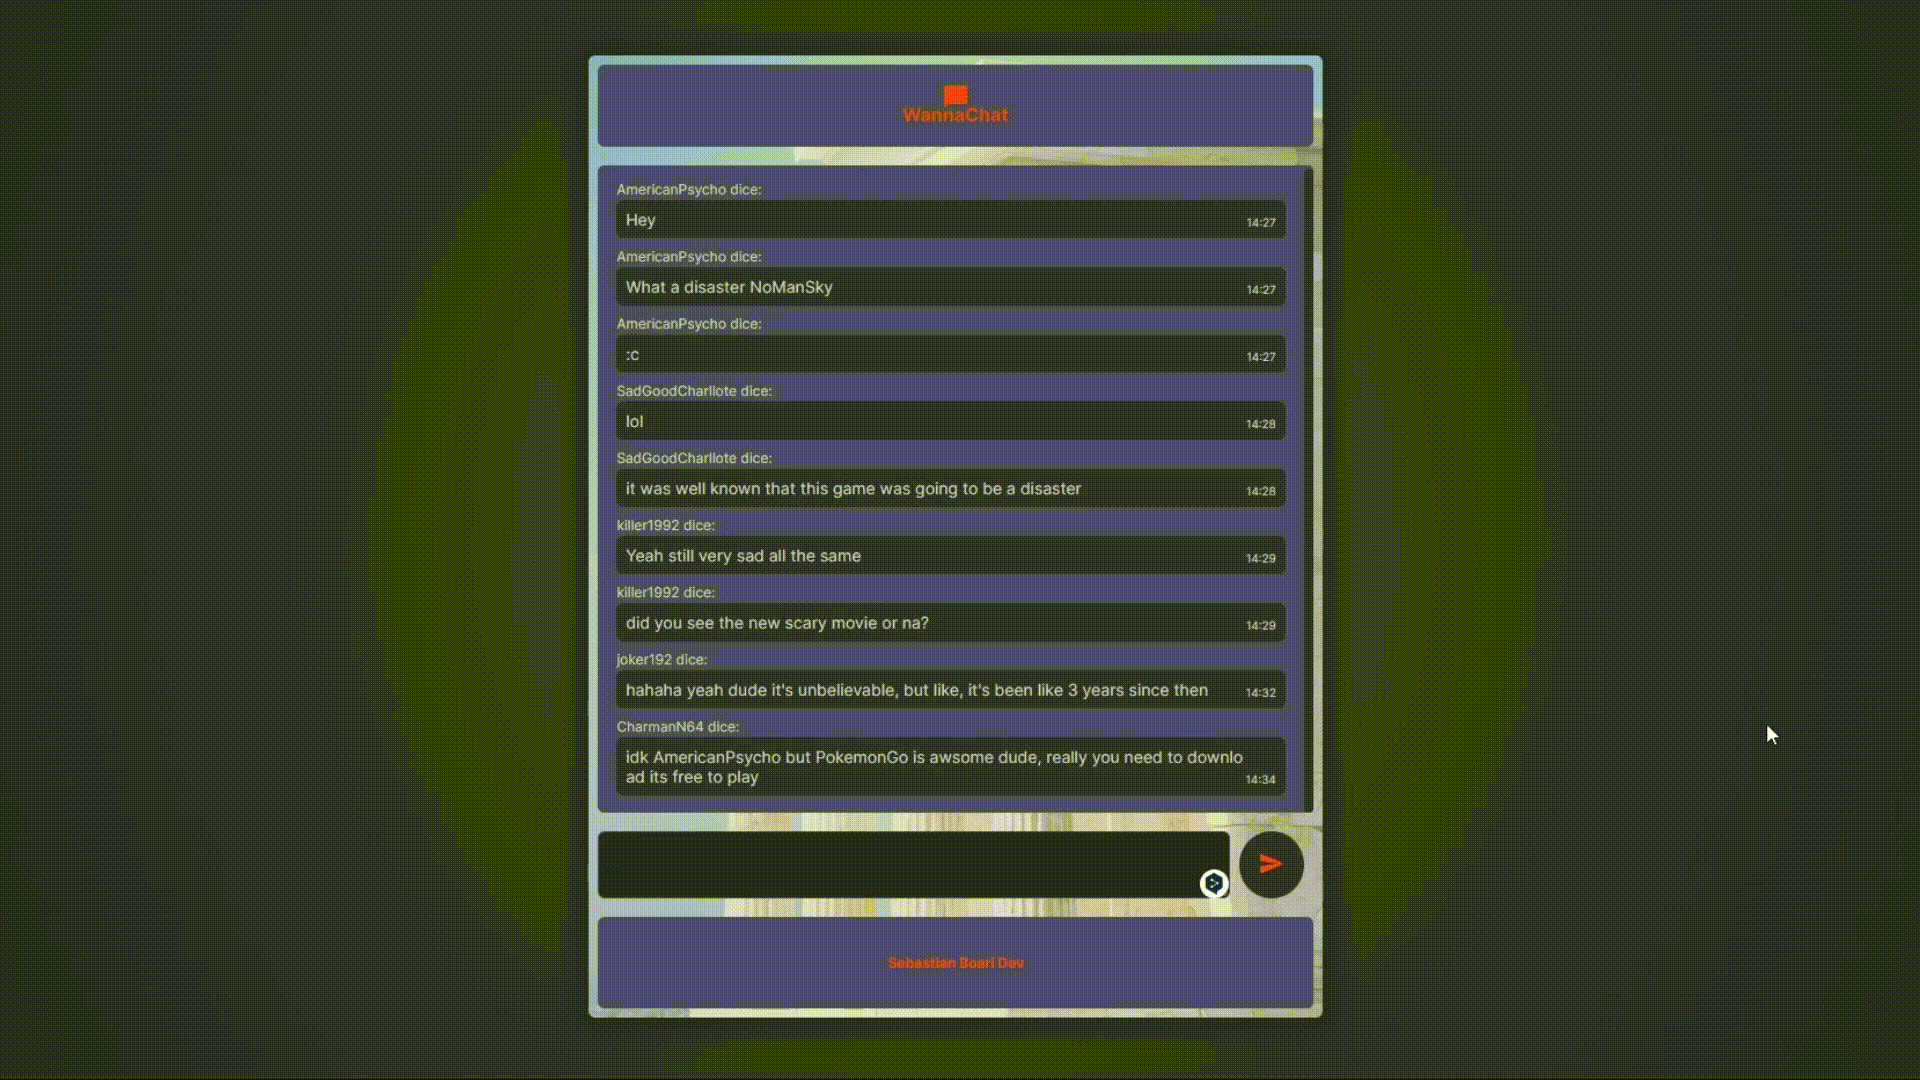 WannaChat
AmericanPsycho dice:
Hey
14:27
AmericanPsycho dice:
What a disaster NoManSky
14:27
AmericanPsycho dice:
:c
14:27
SadGoodCharllote dice:
lol
14:28
SadGoodCharllote dice:
it was well known that this game was going to be a disaster
14:28
killer1992 dice:
Yeah still very sad all the same
14:29
killer1992 dice:
did you see the new scary movie or na?
14:29
joker192 dice:
hahaha yeah dude it's unbelievable, but like, it's been like 3 years since then
14:32
CharmanN64 dice:
idk AmericanPsycho but PokemonGo is awsome dude, really you need to downlo
ad its free to play
14:34
Sebastian Boari Dev